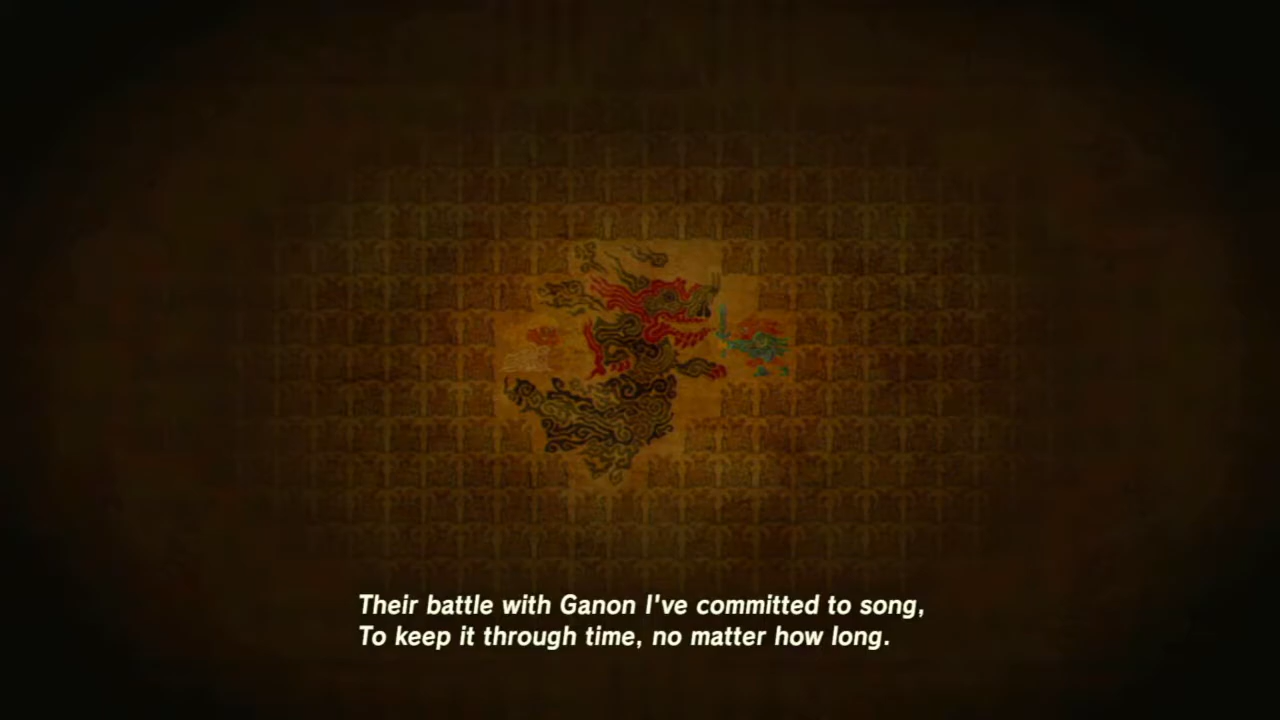 Their battle with Ganon I've committed to song,
To keep it through time, no matter how long.